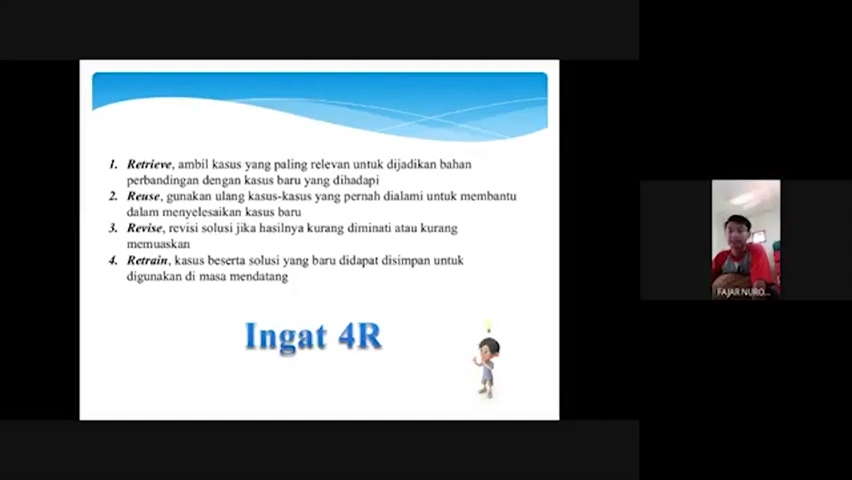 1. Retrieve, ambil kasus yang paling relevan untuk dijadikan bahan
perbandingan dengan kasus baru yang dihadapi
2. Reuse, gunakan ulang kasus-kasus yang pernah dialami untuk membantu
dalam menyelesaikan kasus baru
3. Revise, revisi solusi jika hasilnya kurang diminati atau kurang
memuaskan
4. Retrain, kasus beserta solusi yang baru didapat disimpan untuk
digunakan di masa mendatang
Ingat 4R
FAJAR NURO...